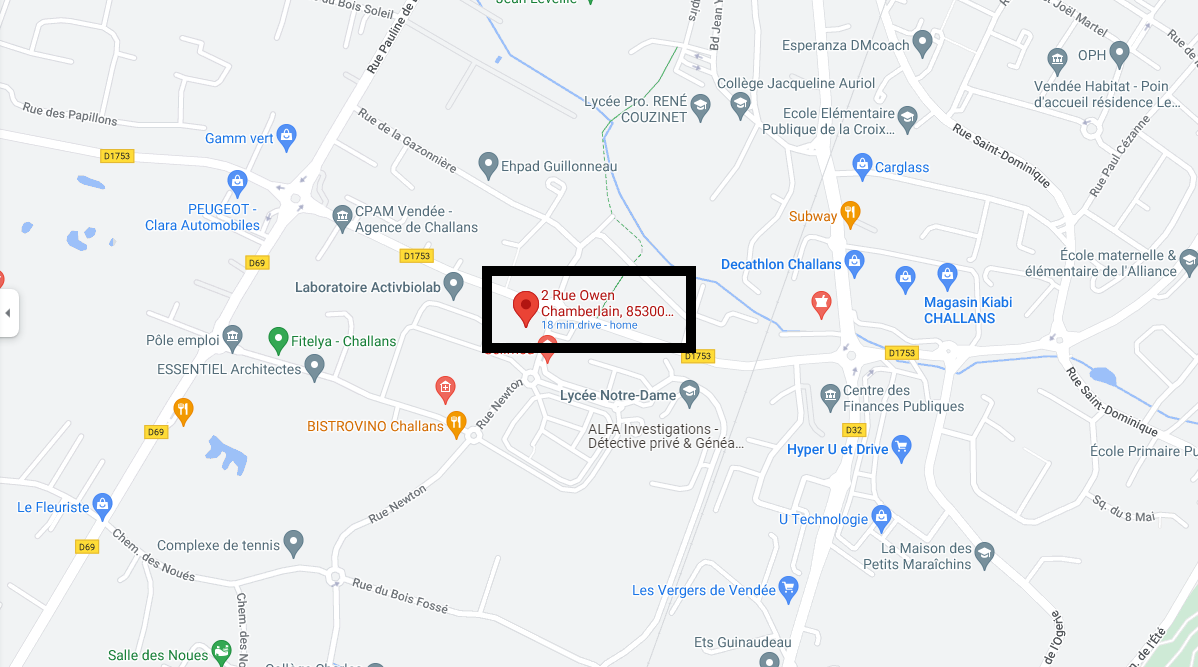 Jean Léveillé
du Bois Soleil
Rue Pauline de
Bd Jean Y
Joël Martel
Rue de
Esperanza DMcoach
OPH
Collège Jacqueline Auriol
Vendée Habitat - Poin
d'accueil résidence Le...
Lycée Pro. RENÉ
COUZINET
Ecole Elémentaire
Publique de la Croix...
Rue des Papillons
Rue de la Gazonnière
Gamm vert
Rue Saint-Dominique
Rue Paul Cézanne
D1753
Ehpad Guillonneau
Carglass
PEUGEOT -
Clara Automobiles
CPAM Vendée -
Agence de Challans
Subway
D69
D1753
Decathlon Challans
École maternelle &
élémentaire de l'Alliance
Laboratoire Activbiolab
2 Rue Owen
Chamberlain, 85300...
18 min drive - home
Magasin Kiabi
CHALLANS
Pôle emploi
Fitelya - Challans
D1753
D1753
ESSENTIEL Architectes
Rue Newton
Lycée Notre-Dame
Centre des
Finances Publiques
Rue Saint-Dominique
BISTROVINO Challans
ALFA Investigations -
Détective privé & Généa...
D69
D32
Hyper U et Drive
École Primaire Pu
Le Fleuriste
Rue Newton
U Technologie
Sq. du 8 Mai
D69
Complexe de tennis
Chem. des Noués
La Maison des
Petits Maraîchins
Rue du Bois Fossé
Les Vergers de Vendée
Chem. des No
l'Ogerie
de l'Été
Salle des Noues
Ets Guinaudeau